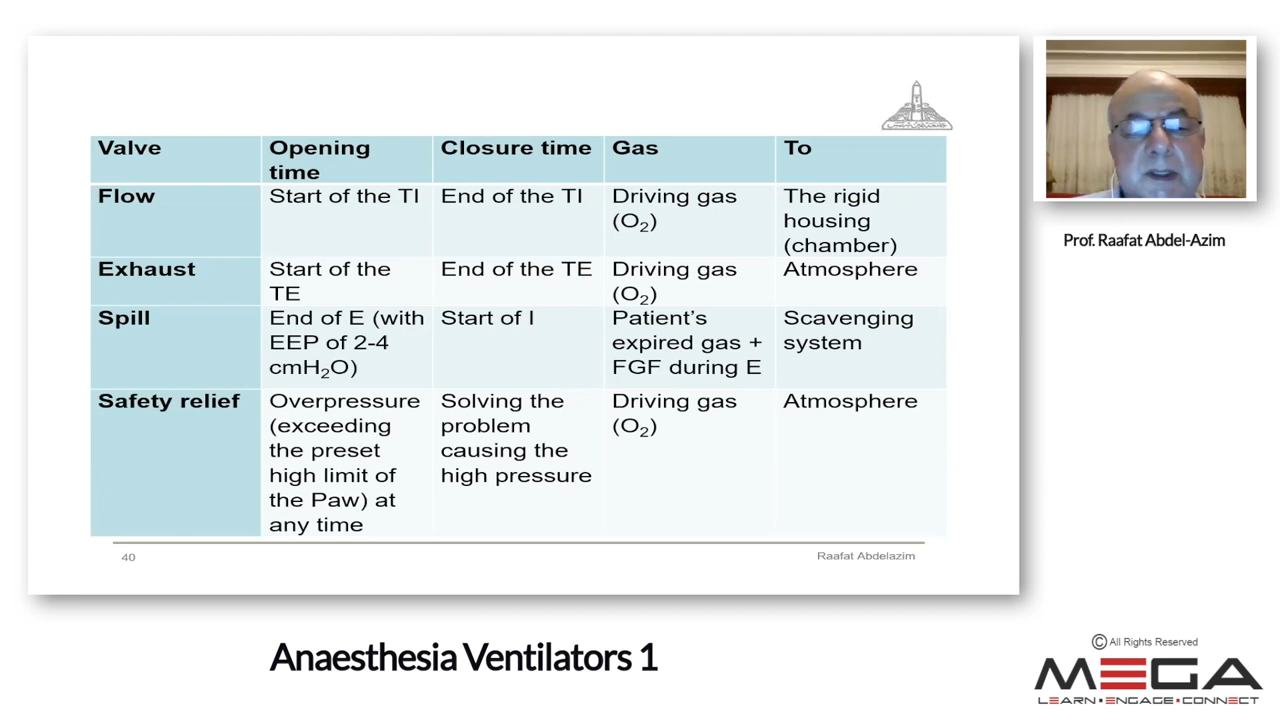 Valve
Opening
time
Closure time
Gas
To
Flow
Start of the TI
End of the TI
Driving gas
(O2)
The rigid
housing
(chamber)
Exhaust
Start of the
TE
End of the TE
Driving gas
(O2)
Atmosphere
Spill
End of E (with
EEP of 2-4
cmH2O)
Start of I
Patient's
expired gas +
FGF during E
Scavenging
system
Safety relief
Overpressure
(exceeding
the preset
high limit of
the Paw) at
any time
Solving the
problem
causing the
high pressure
Driving gas
(O2)
Atmosphere
40
Raafat Abdelazim
Prof. Raafat Abdel-Azim
Anaesthesia Ventilators 1
© All Rights Reserved
MEGA
LEARN•ENGAGE•CONNECT